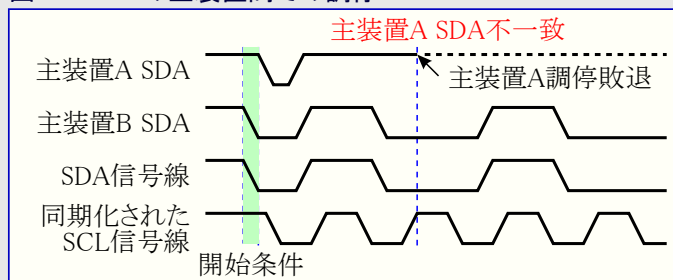 主装置A SDA不一致
主装置A SDA
主装置A調停敗退
主装置B SDA
SDA信号線
同期化された
SCL信号線
開始条件